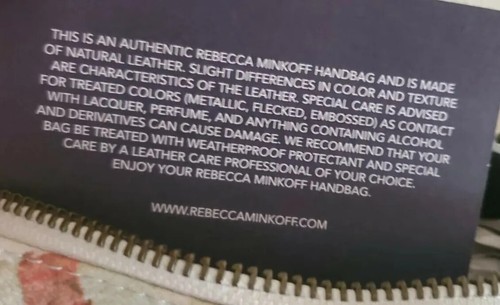 THIS IS AN AUTHENTIC REBECCA MINKOFF HANDBAG AND IS MADE
OF NATURAL LEATHER. SLIGHT DIFFERENCES IN COLOR AND TEXTURE
ARE CHARACTERISTICS OF THE LEATHER. SPECIAL CARE IS ADVISED
FOR TREATED COLORS (METALLIC, FLECKED, EMBOSSED) AS CONTACT
WITH LACQUER, PERFUME, AND ANYTHING CONTAINING ALCOHOL
AND DERIVATIVES CAN CAUSE DAMAGE. WE RECOMMEND THAT YOUR
BAG BE TREATED WITH WEATHERPROOF PROTECTANT AND SPECIAL
CARE BY A LEATHER CARE PROFESSIONAL OF YOUR CHOICE.
ENJOY YOUR REBECCA MINKOFF HANDBAG.
WWW.REBECCAMINKOFF.COM